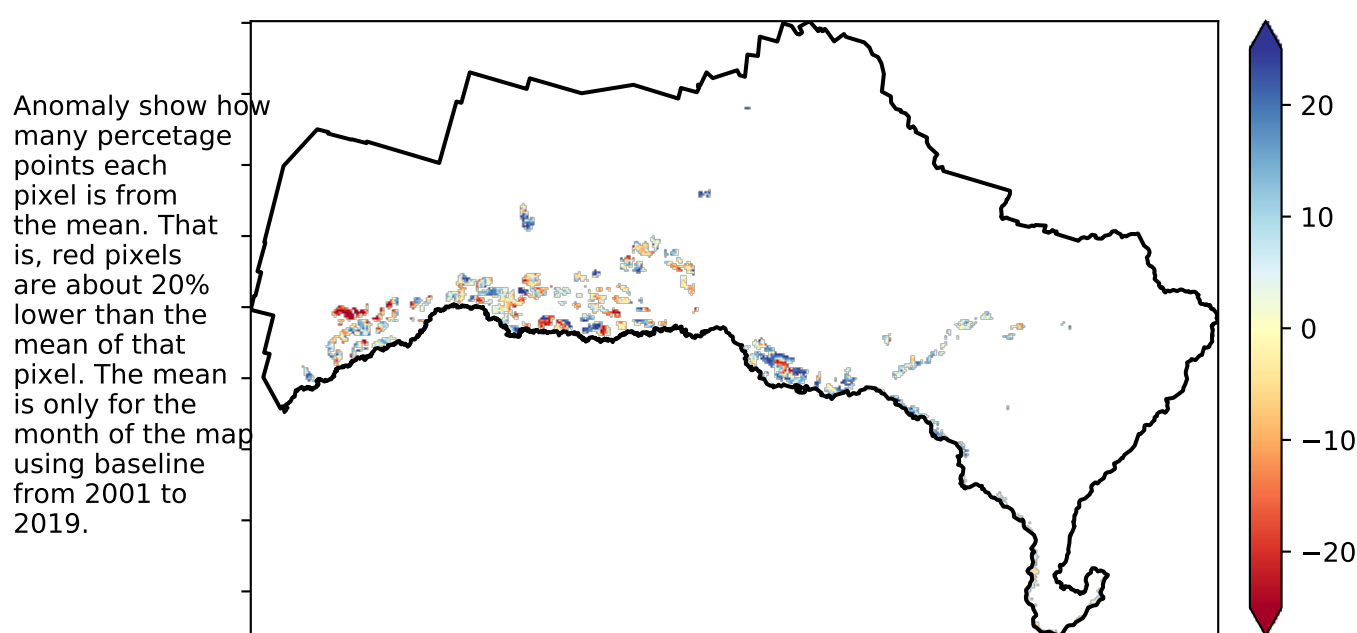 Anomaly show how
many percetage
points each
pixel is from
the mean. That
is, red pixels
are about 20%
lower than the
mean of that
pixel. The mean
is only for the
month of the map
using baseline
from 2001 to
2019.
20
10
0
−10
−20